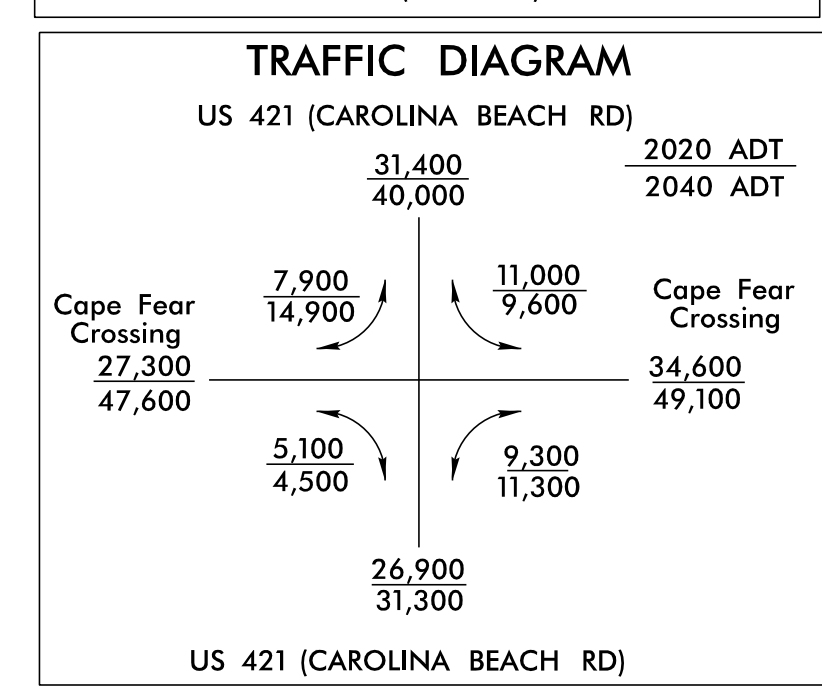 TRAFFIC DIAGRAM
US 421 (CAROLINA BEACH RD)
2020 ADT
2040 ADT
31,400
40,000
7,900
14,900
11,000
9,600
Cape Fear
Crossing
27,300
47,600
Cape Fear
Crossing
34,600
49,100
5,100
4,500
9,300
11,300
26,900
31,300
US 421 (CAROLINA BEACH RD)